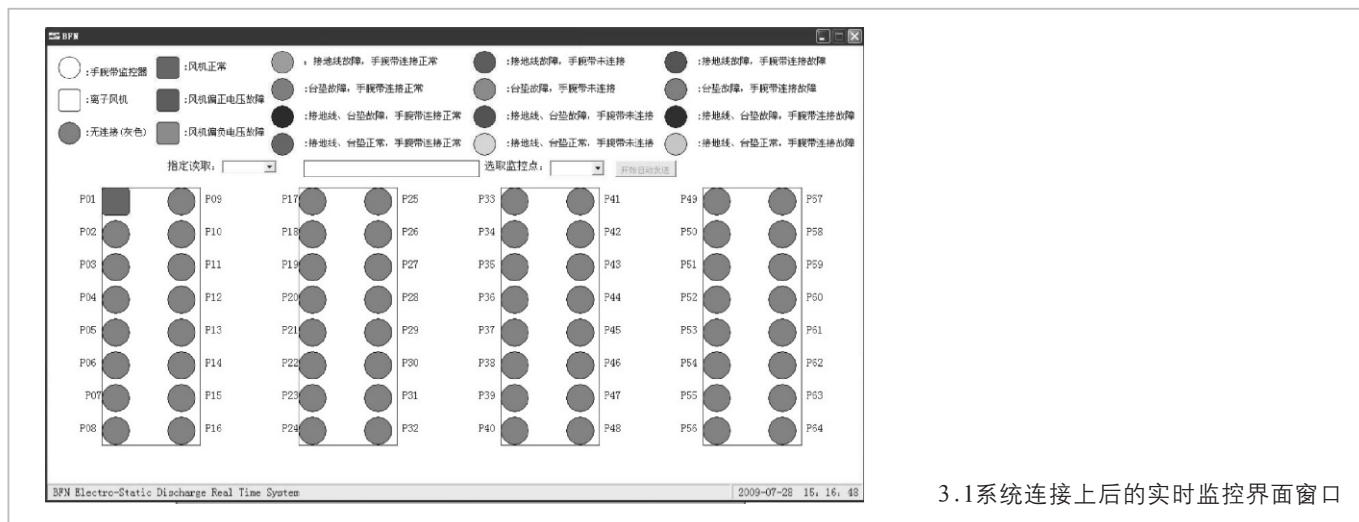 BFN
:手腕带监控器 :风机正常 :接地线故障，手腕带连接正常 :接地线故障，手腕带未连接 :接地线故障，手腕带连接故障
:离子风机 :风机偏正电压故障 :台垫故障，手腕带连接正常 :台垫故障，手腕带未连接 :台垫故障，手腕带连接故障
:无连接(灰色) :风机偏负电压故障 :接地线、台垫故障，手腕带连接正常 :接地线、台垫故障，手腕带未连接 :接地线、台垫故障，手腕带连接故障
:接地线、台垫正常，手腕带连接正常 :接地线、台垫正常，手腕带未连接 :接地线、台垫正常，手腕带连接故障
指定读取： 选取监控点： 开始自动发送
P01 P09 P17 P25 P33 P41 P49 P57
P02 P10 P18 P26 P34 P42 P50 P58
P03 P11 P19 P27 P35 P43 P51 P59
P04 P12 P20 P28 P36 P44 P52 P60
P05 P13 P21 P29 P37 P45 P53 P61
P06 P14 P22 P30 P38 P46 P54 P62
P07 P15 P23 P31 P39 P47 P55 P63
P08 P16 P24 P32 P40 P48 P56 P64
BFN Electro-Static Discharge Real Time System 2009-07-28 15：16：48
3.1系统连接上后的实时监控界面窗口